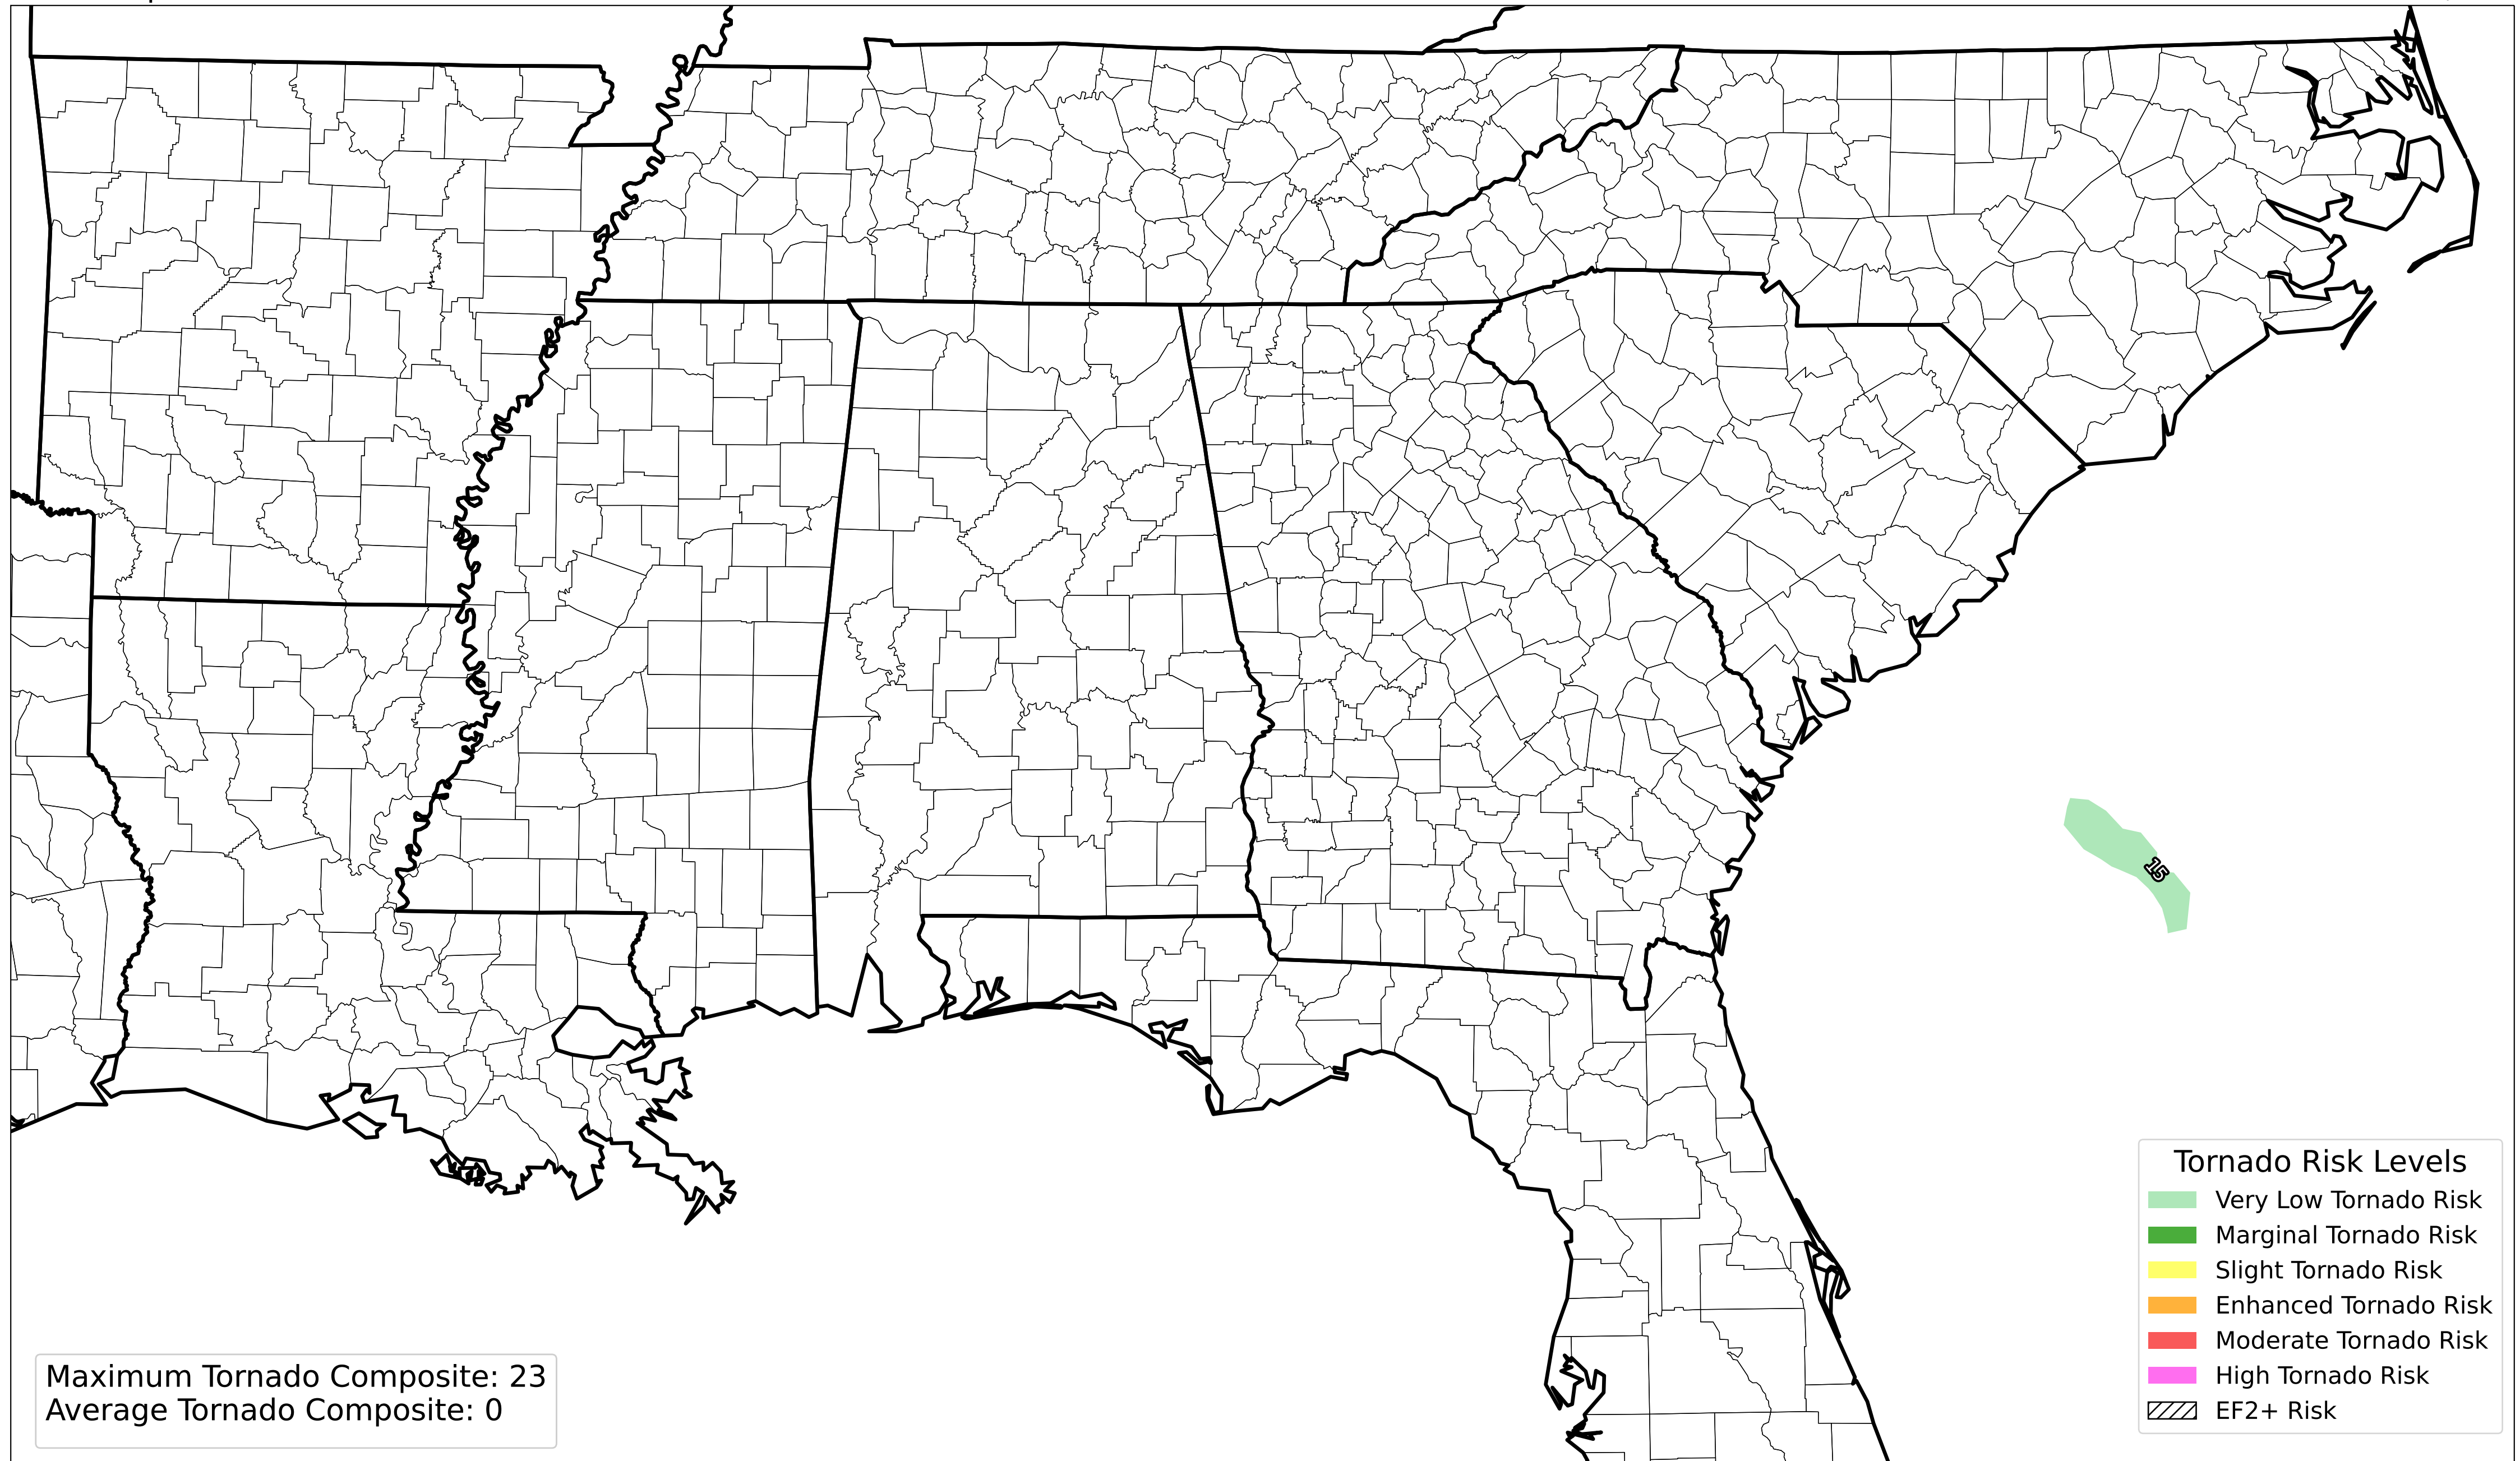 15
Tornado Risk Levels
Very Low Tornado Risk
Marginal Tornado Risk
Slight Tornado Risk
Enhanced Tornado Risk
Moderate Tornado Risk
High Tornado Risk
EF2+ Risk
Maximum Tornado Composite: 23
Average Tornado Composite: 0